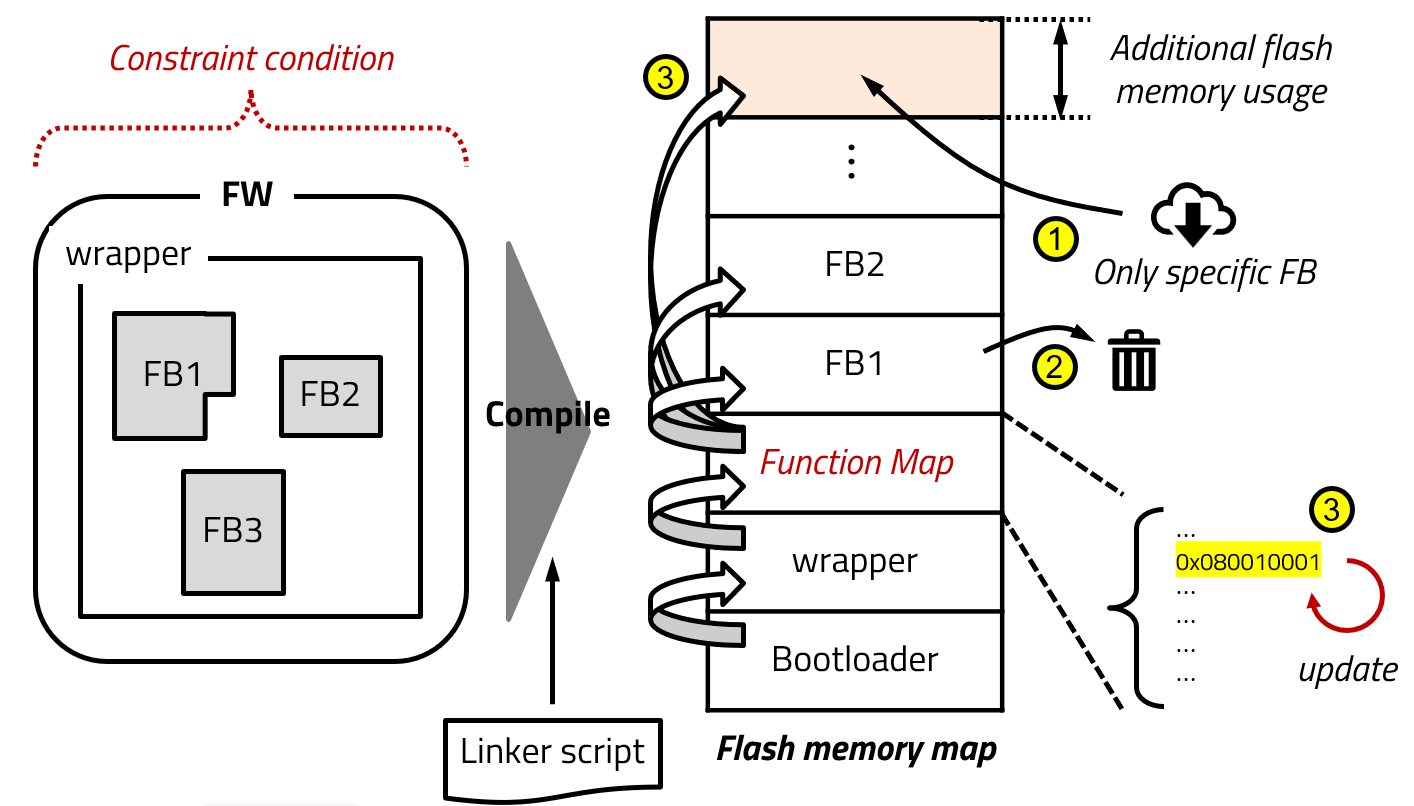 Constraint condition
FW
wrapper
FB1
FB2
FB3
Compile
Linker script
3
Additional flash
memory usage
⋮
1
Only specific FB
FB2
FB1
2
Function Map
wrapper
Bootloader
Flash memory map
3
...
0x080010001
...
...
...
...
update